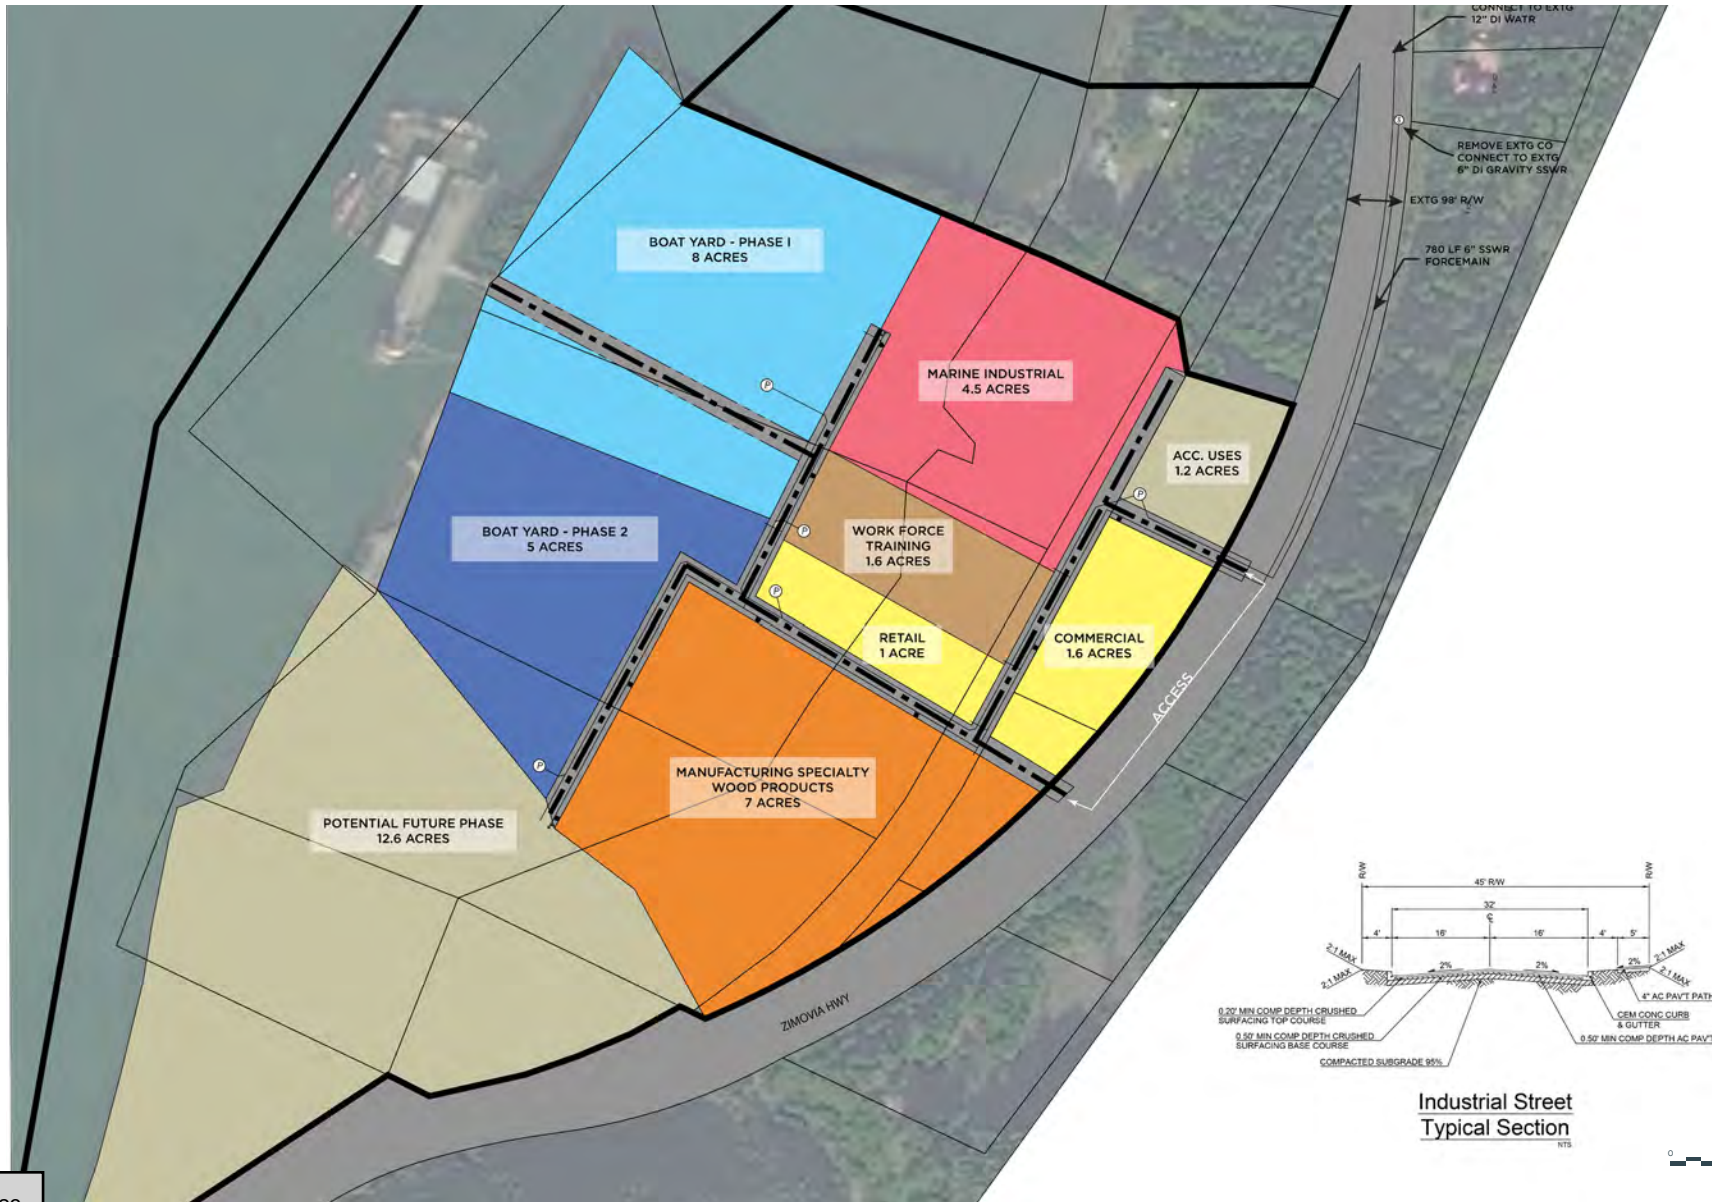 CONNECT TO EXTG
12" DI WATR
REMOVE EXTG CO
CONNECT TO EXTG
6" DI GRAVITY SSWR
EXTG 98' R/W
780 LF 6" SSWR
FORCEMAIN
BOAT YARD - PHASE I
8 ACRES
MARINE INDUSTRIAL
4.5 ACRES
P
ACC. USES
1.2 ACRES
P
BOAT YARD - PHASE 2
5 ACRES
P
WORK FORCE
TRAINING
1.6 ACRES
P
RETAIL
1 ACRE
COMMERCIAL
1.6 ACRES
ACCESS
P
MANUFACTURING SPECIALTY
WOOD PRODUCTS
7 ACRES
POTENTIAL FUTURE PHASE
12.6 ACRES
ZIMOVIA HWY
R/W
R/W
45' R/W
32'
4'
16'
16'
4'
5'
2:1 MAX
2:1 MAX
2%
2%
2%
2:1 MAX
2:1 MAX
4" AC PAV'T PATH
0.20' MIN COMP DEPTH CRUSHED
SURFACING TOP COURSE
CEM CONC CURB
& GUTTER
0.50' MIN COMP DEPTH CRUSHED
SURFACING BASE COURSE
0.50' MIN COMP DEPTH AC PAV'T
COMPACTED SUBGRADE 95%
Industrial Street
Typical Section
NTS
0